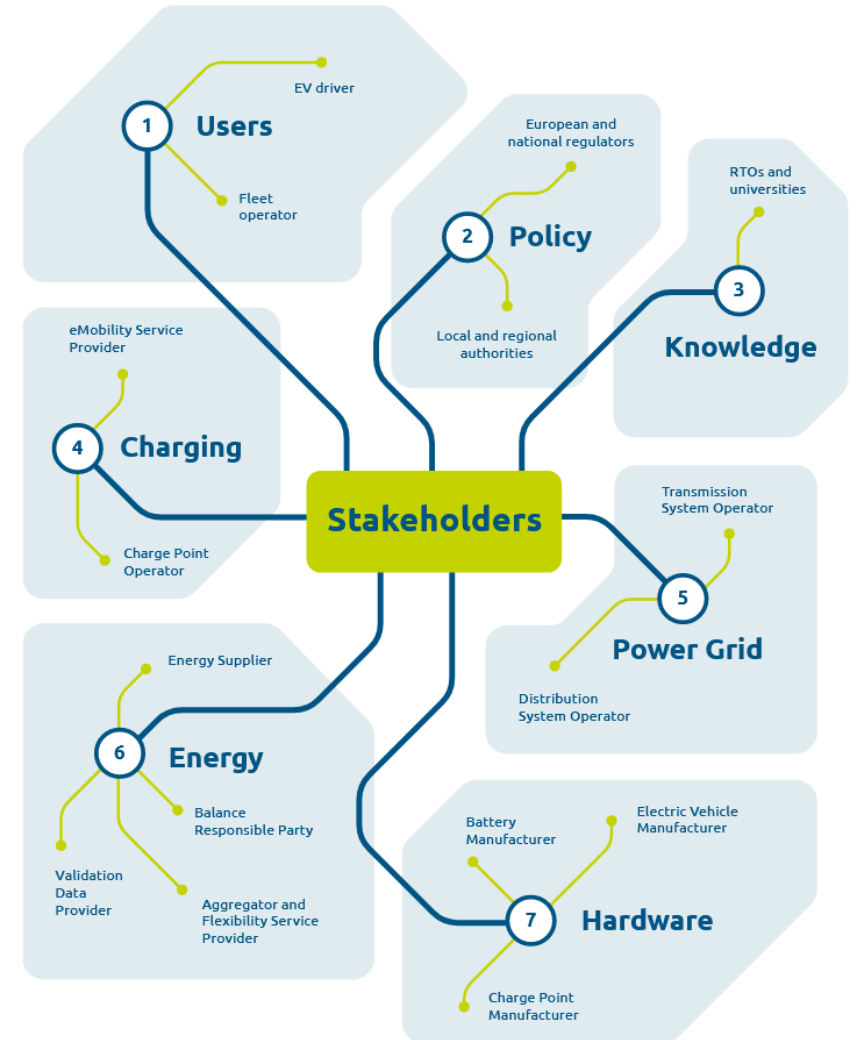 EV driver
1
Users
Fleet
operator
European and
national regulators
2
Policy
Local and regional
authorities
RTOs and
universities
3
Knowledge
eMobility Service
Provider
4
Charging
Charge Point
Operator
Stakeholders
Transmission
System Operator
5
Power Grid
Distribution
System Operator
Energy Supplier
6
Energy
Balance
Responsible Party
Validation
Data
Provider
Aggregator and
Flexibility Service
Provider
Battery
Manufacturer
Electric Vehicle
Manufacturer
7
Hardware
Charge Point
Manufacturer